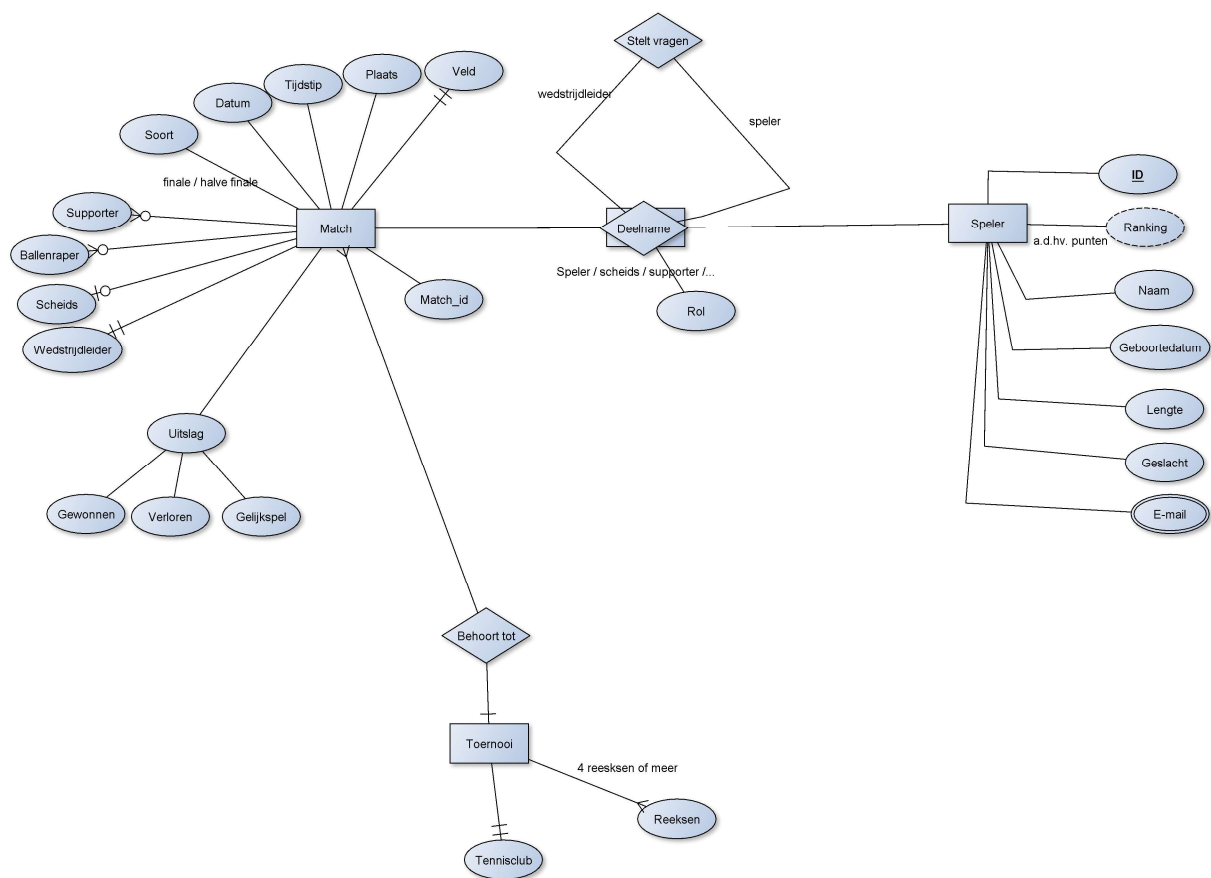 Stelt vragen
Veld
Plaats
Tijdstip
Datum
wedstrijdleider
Soort
speler
finale / halve finale
ID
Supporter
Match
Deelname
Speler
Ranking
a.d.hv. punten
Ballenraper
Speler / scheids / supporter /...
Naam
Scheids
Match_id
Rol
Wedstrijdleider
Geboortedatum
Lengte
Uitslag
Geslacht
Gewonnen
Verloren
Gelijkspel
E-mail
Behoort tot
Toernooi
4 reesksen of meer
Reeksen
Tennisclub